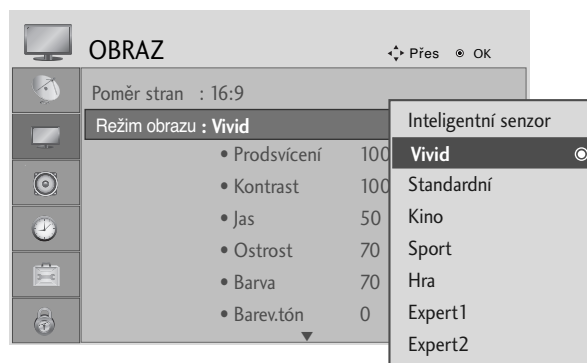 OBRAZ
Přes OK
Poměr stran : 16:9
Režim obrazu : Vivid
• Prodsvícení 100
• Kontrast 100
• Jas 50
• Ostrost 70
• Barva 70
• Barev.tón 0
Inteligentní senzor
Vivid
Standardní
Kino
Sport
Hra
Expert1
Expert2